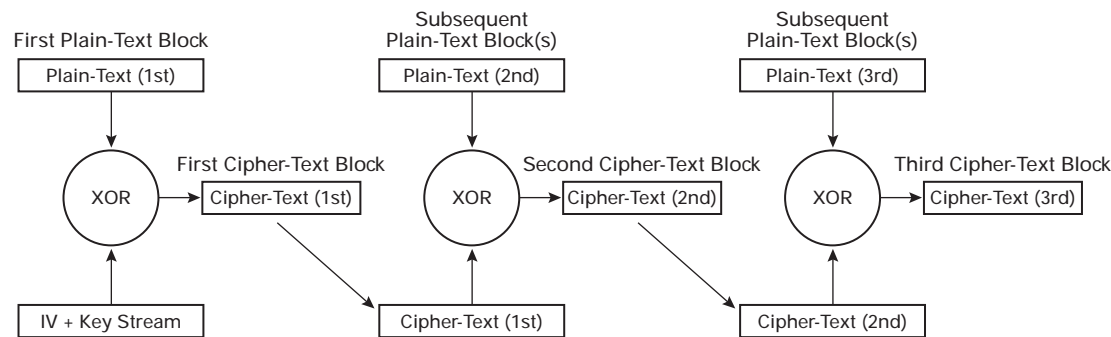 First Plain-Text Block
Plain-Text (1st)
XOR
IV + Key Stream
First Cipher-Text Block
Cipher-Text (1st)
Subsequent
Plain-Text Block(s)
Plain-Text (2nd)
XOR
Cipher-Text (1st)
Second Cipher-Text Block
Cipher-Text (2nd)
Subsequent
Plain-Text Block(s)
Plain-Text (3rd)
XOR
Cipher-Text (2nd)
Third Cipher-Text Block
Cipher-Text (3rd)